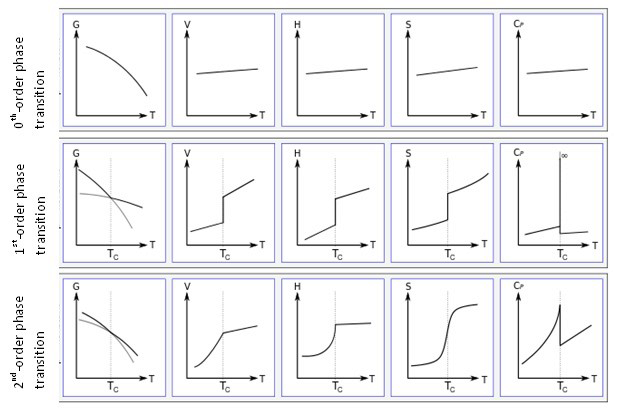 0th-order phase
transition
G V H S CP
T T T T T
1st-order phase
transition
G V H S CP
∞
T T T T T
TC TC TC TC TC
2nd-order phase
transition
G V H S CP
T T T T T
TC TC TC TC TC